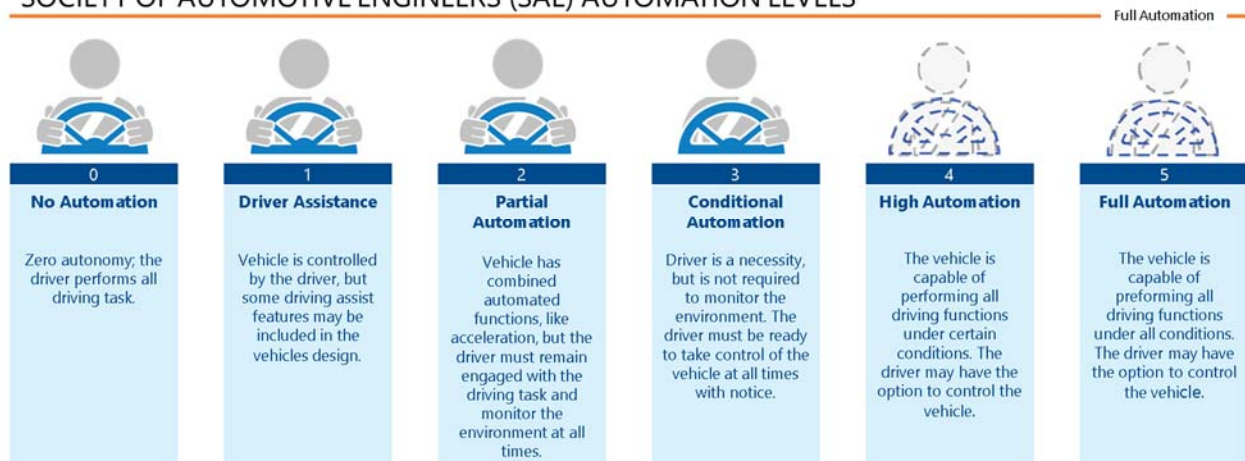 SOCIETY OF AUTOMOTIVE ENGINEERS (SAE) AUTOMATION LEVELS
Full Automation
0
No Automation
Zero autonomy; the
driver performs all
driving task.
1
Driver Assistance
Vehicle is controlled
by the driver, but
some driving assist
features may be
included in the
vehicles design.
2
Partial
Automation
Vehicle has
combined
automated
functions, like
acceleration, but the
driver must remain
engaged with the
driving task and
monitor the
environment at all
times.
3
Conditional
Automation
Driver is a necessity,
but is not required
to monitor the
environment. The
driver must be ready
to take control of the
vehicle at all times
with notice.
4
High Automation
The vehicle is
capable of
performing all
driving functions
under certain
conditions. The
driver may have the
option to control the
vehicle.
5
Full Automation
The vehicle is
capable of
preforming all
driving functions
under all conditions.
The driver may have
the option to control
the vehicle.